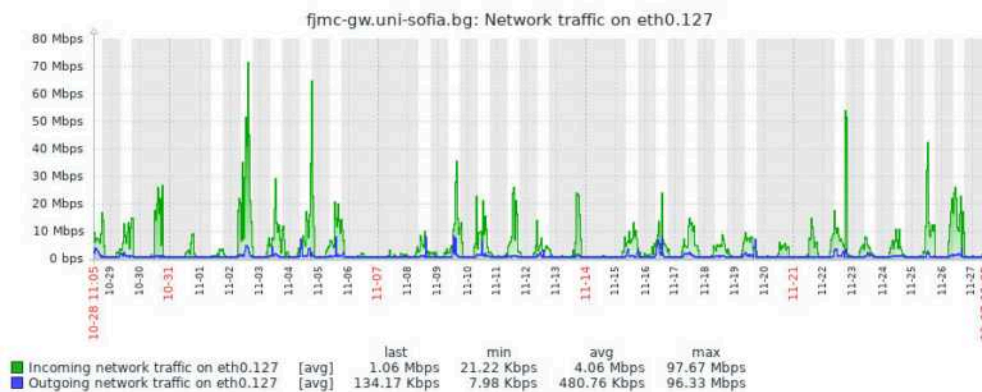 fjmc-gw.uni-sofia.bg: Network traffic on eth0.127
80 Mbps
70 Mbps
60 Mbps
50 Mbps
40 Mbps
30 Mbps
20 Mbps
10 Mbps
0 bps
10-28 11:05
10-29
10-30
10-31
11-01
11-02
11-03
11-04
11-05
11-06
11-07
11-08
11-09
11-10
11-11
11-12
11-13
11-14
11-15
11-16
11-17
11-18
11-19
11-20
11-21
11-22
11-23
11-24
11-25
11-26
11-27
last min avg max
Incoming network traffic on eth0.127 [avg] 1.06 Mbps 21.22 Kbps 4.06 Mbps 97.67 Mbps
Outgoing network traffic on eth0.127 [avg] 134.17 Kbps 7.98 Kbps 480.76 Kbps 96.33 Mbps